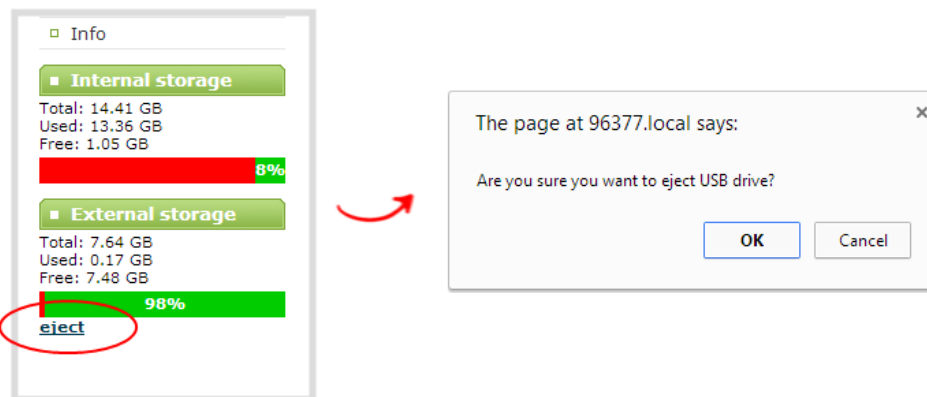 Info
Internal storage
Total: 14.41 GB
Used: 13.36 GB
Free: 1.05 GB
8%
External storage
Total: 7.64 GB
Used: 0.17 GB
Free: 7.48 GB
98%
eject
The page at 96377.local says:
Are you sure you want to eject USB drive?
OK
Cancel